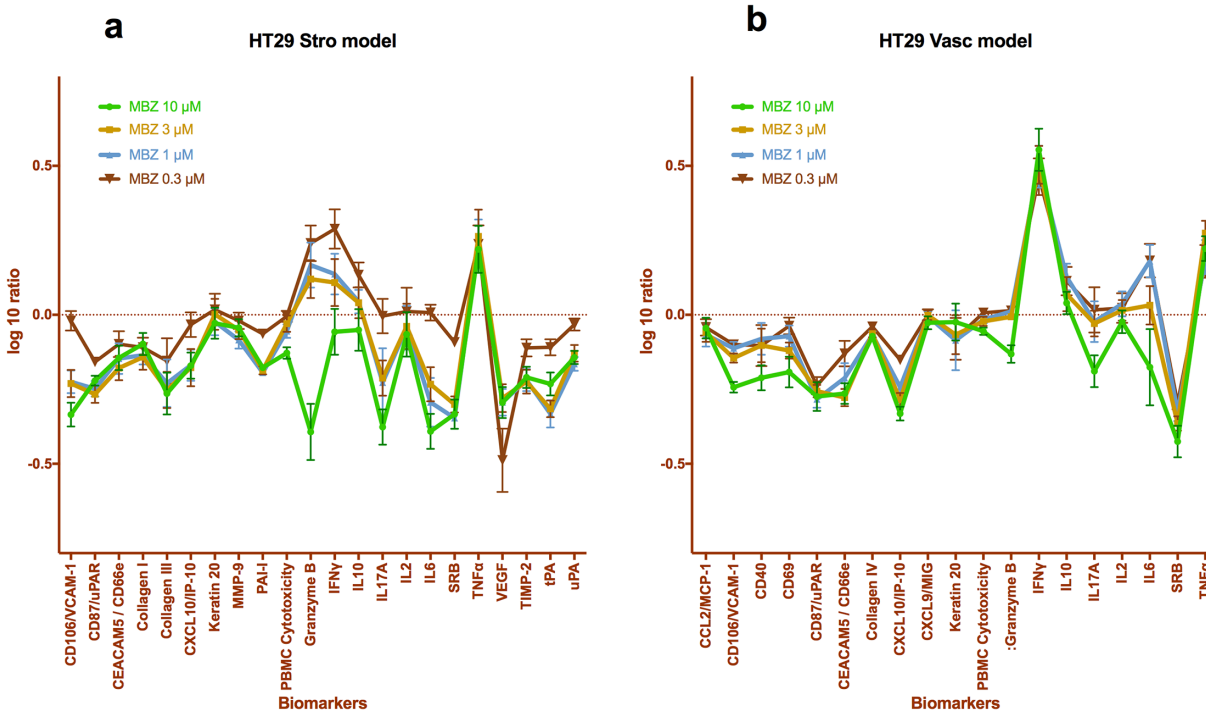 a
HT29 Stro model
MBZ 10 µM
MBZ 3 µM
MBZ 1 µM
MBZ 0.3 µM
log 10 ratio
0.5
0.0
-0.5
CD106/VCAM-1
CD87/uPAR
CEACAM5 / CD66e
Collagen I
Collagen III
CXCL10/IP-10
Keratin 20
MMP-9
PAI-I
PBMC Cytotoxicity
Granzyme B
IFNγ
IL10
IL17A
IL2
IL6
SRB
TNFα
VEGF
TIMP-2
tPA
uPA
Biomarkers
b
HT29 Vasc model
MBZ 10 µM
MBZ 3 µM
MBZ 1 µM
MBZ 0.3 µM
log 10 ratio
0.5
0.0
-0.5
CCL2/MCP-1
CD106/VCAM-1
CD40
CD69
CD87/uPAR
CEACAM5 / CD66e
Collagen IV
CXCL10/IP-10
CXCL9/MIG
Keratin 20
PBMC Cytotoxicity
:Granzyme B
IFNγ
IL10
IL17A
IL2
IL6
SRB
TNFα
Biomarkers